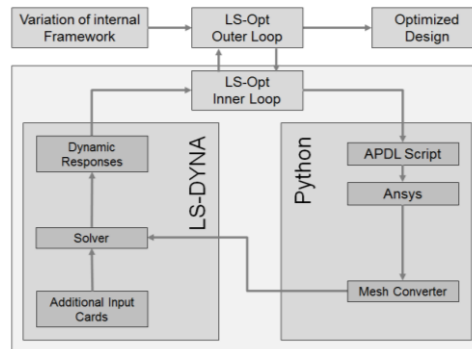 Variation of internal
Framework
LS-Opt
Outer Loop
Optimized
Design
LS-Opt
Inner Loop
Dynamic
Responses
Solver
Additional Input
Cards
LS-DYNA
Python
APDL Script
Ansys
Mesh Converter